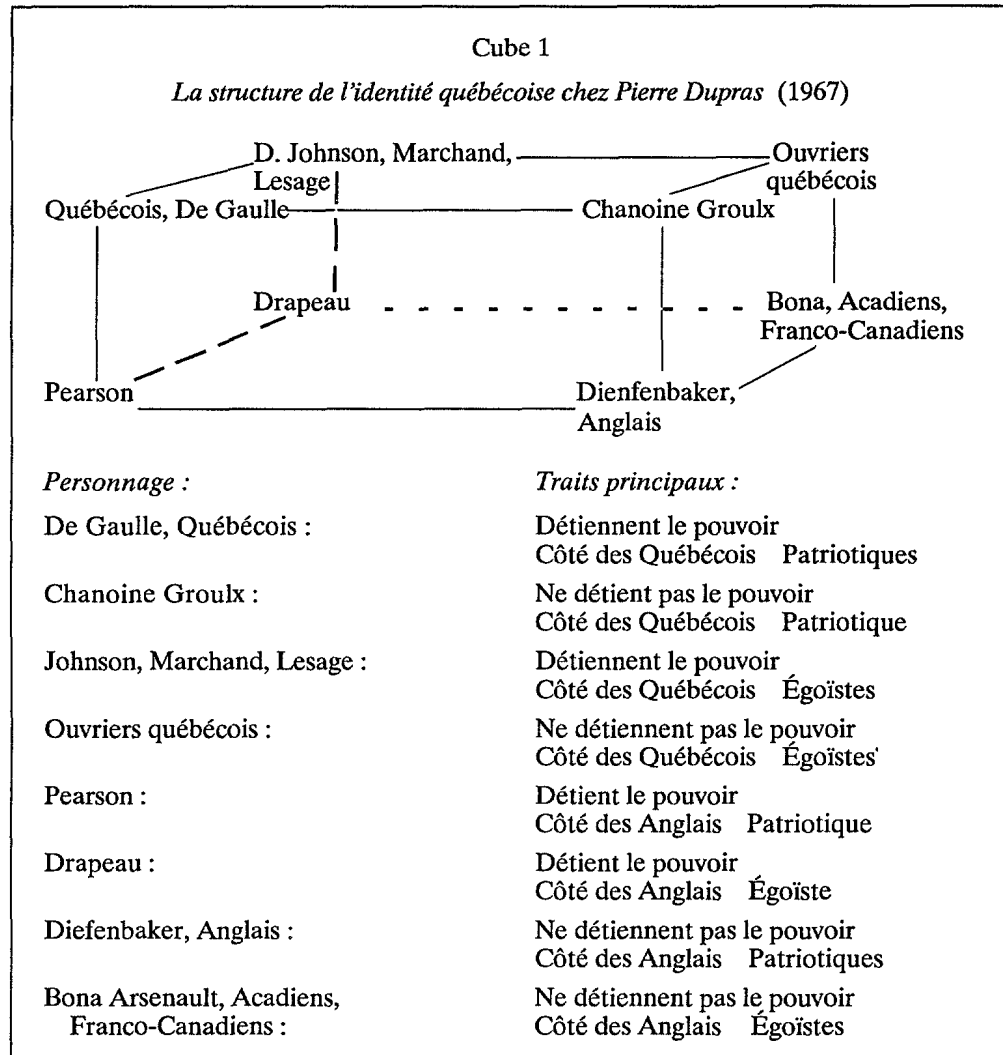 Cube 1
La structure de l'identité québécoise chez Pierre Dupras (1967)
D. Johnson, Marchand, Ouvriers
Lesage québécois
Québécois, De Gaulle Chanoine Groulx
Drapeau Bona, Acadiens,
Franco-Canadiens
Pearson Dienfenbaker,
Anglais
Personnage : Traits principaux :
De Gaulle, Québécois : Détiennent le pouvoir
Côté des Québécois Patriotiques
Chanoine Groulx : Ne détient pas le pouvoir
Côté des Québécois Patriotique
Johnson, Marchand, Lesage : Détiennent le pouvoir
Côté des Québécois Égoïstes
Ouvriers québécois : Ne détiennent pas le pouvoir
Côté des Québécois Égoïstes
Pearson : Détient le pouvoir
Côté des Anglais Patriotique
Drapeau : Détient le pouvoir
Côté des Anglais Égoïste
Diefenbaker, Anglais : Ne détiennent pas le pouvoir
Côté des Anglais Patriotiques
Bona Arsenault, Acadiens, Ne détiennent pas le pouvoir
Franco-Canadiens : Côté des Anglais Égoïstes